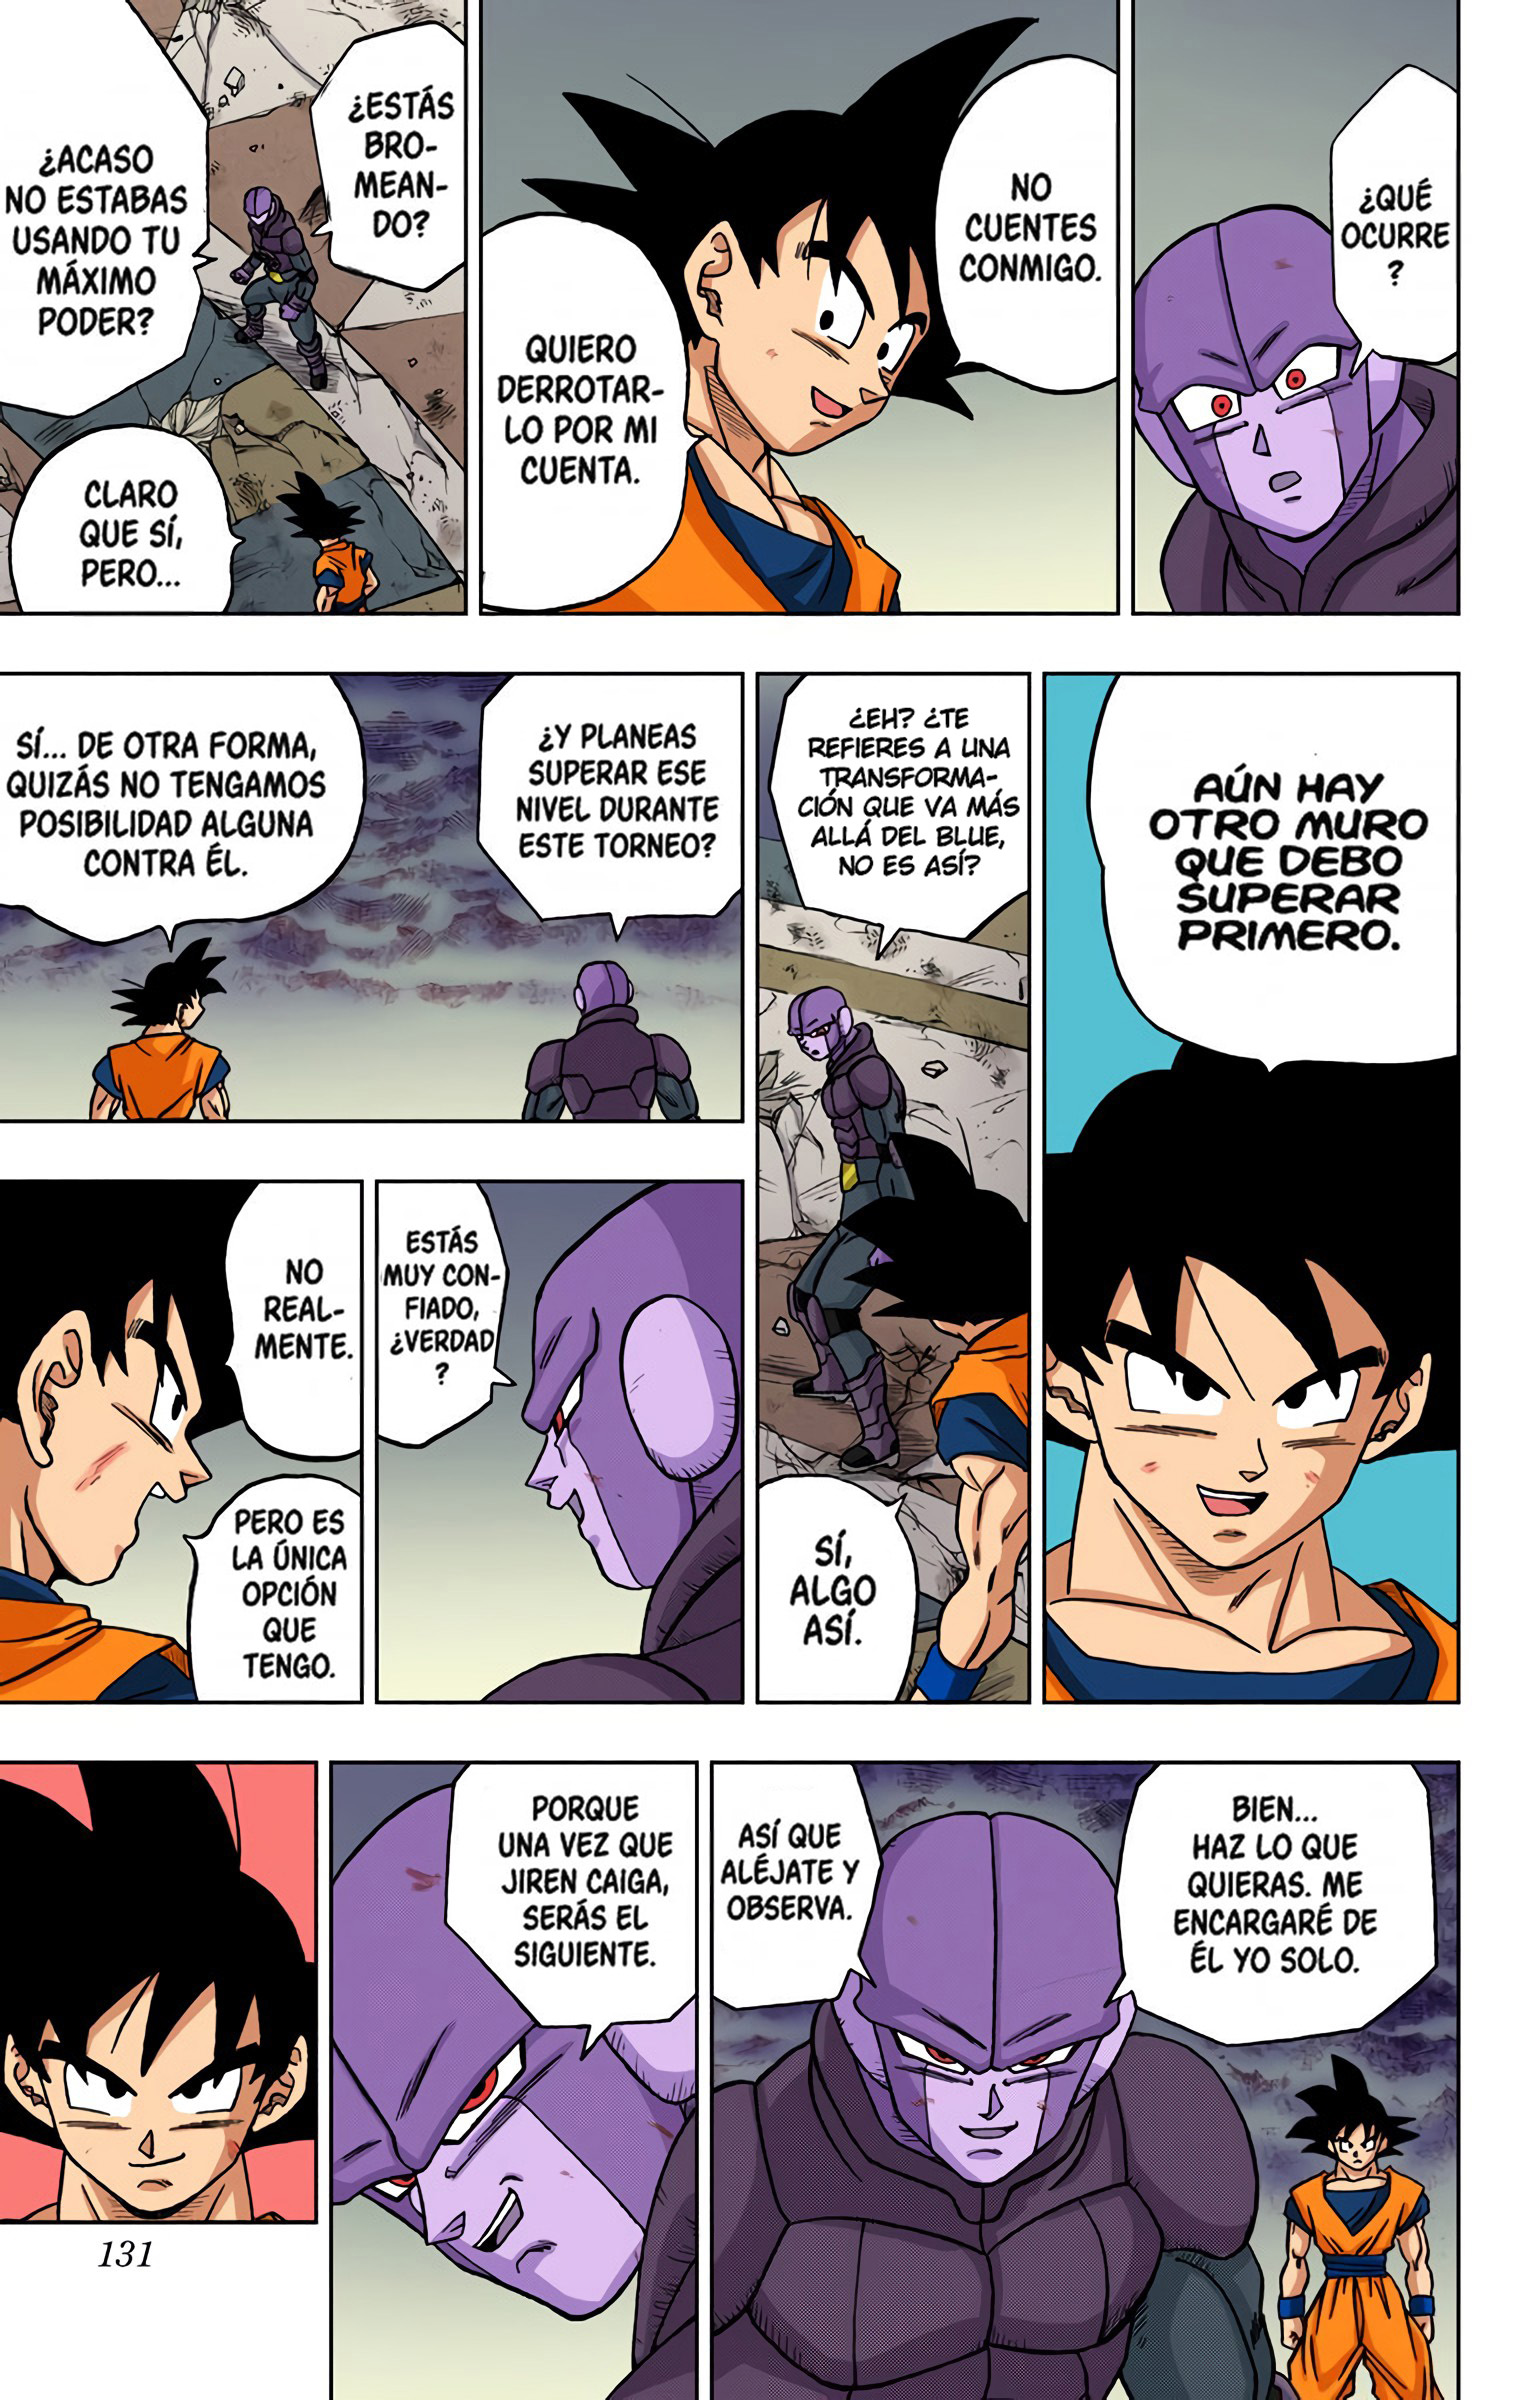 ¿QUÉ
OCURRE
?
NO
CUENTES
CONMIGO.
QUIERO
DERROTAR-
LO POR MI
CUENTA.
¿ESTÁS
BRO-
MEAN-
DO?
¿ACASO
NO ESTABAS
USANDO TU
MÁXIMO
PODER?
CLARO
QUE SÍ,
PERO...
AÚN HAY
OTRO MURO
QUE DEBO
SUPERAR
PRIMERO.
¿EH? ¿TE
REFIERES A UNA
TRANSFORMA-
CIÓN QUE VA MÁS
ALLÁ DEL BLUE,
NO ES ASÍ?
SÍ,
ALGO
ASÍ.
¿Y PLANEAS
SUPERAR ESE
NIVEL DURANTE
ESTE TORNEO?
SÍ... DE OTRA FORMA,
QUIZÁS NO TENGAMOS
POSIBILIDAD ALGUNA
CONTRA ÉL.
ESTÁS
MUY CON-
FIADO,
¿VERDAD
?
NO
REAL-
MENTE.
PERO ES
LA ÚNICA
OPCIÓN
QUE
TENGO.
BIEN...
HAZ LO QUE
QUIERAS. ME
ENCARGARÉ DE
ÉL YO SOLO.
ASÍ QUE
ALÉJATE Y
OBSERVA.
PORQUE
UNA VEZ QUE
JIREN CAIGA,
SERÁS EL
SIGUIENTE.
131